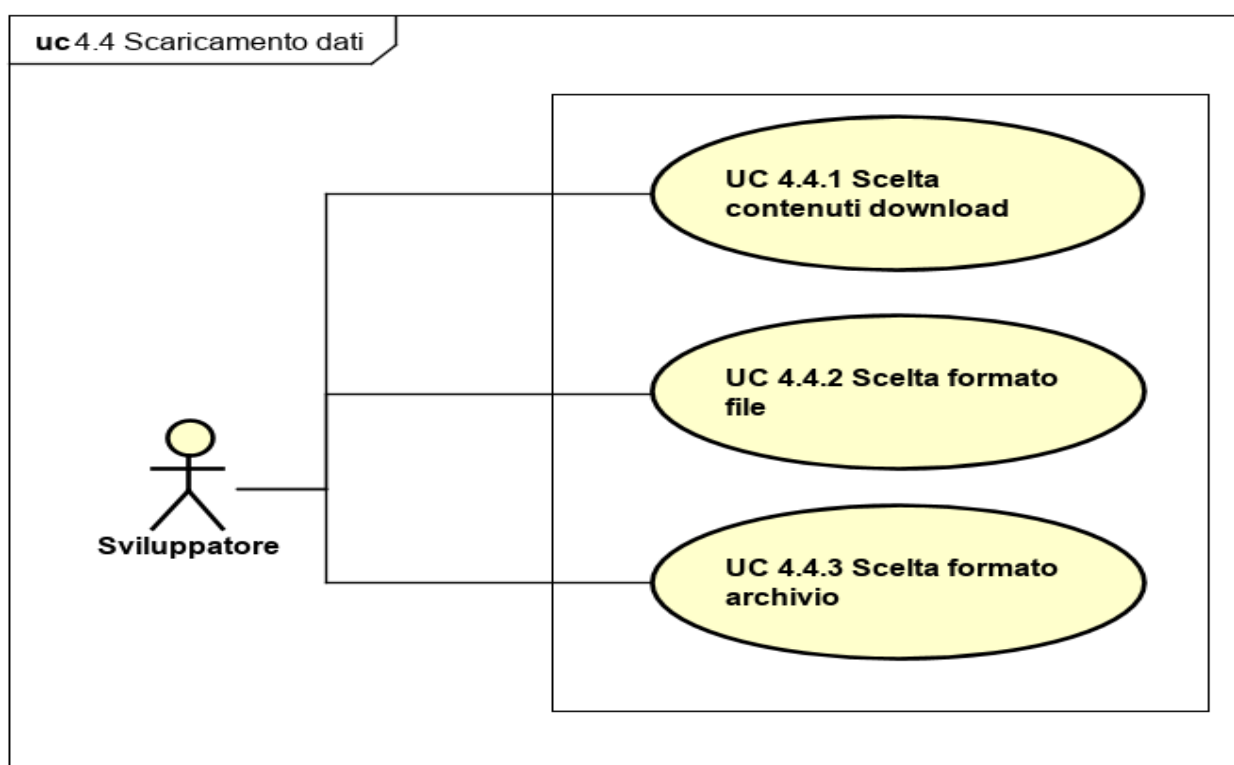 uc 4.4 Scaricamento dati
UC 4.4.1 Scelta
contenuti download
UC 4.4.2 Scelta formato
file
Sviluppatore
UC 4.4.3 Scelta formato
archivio